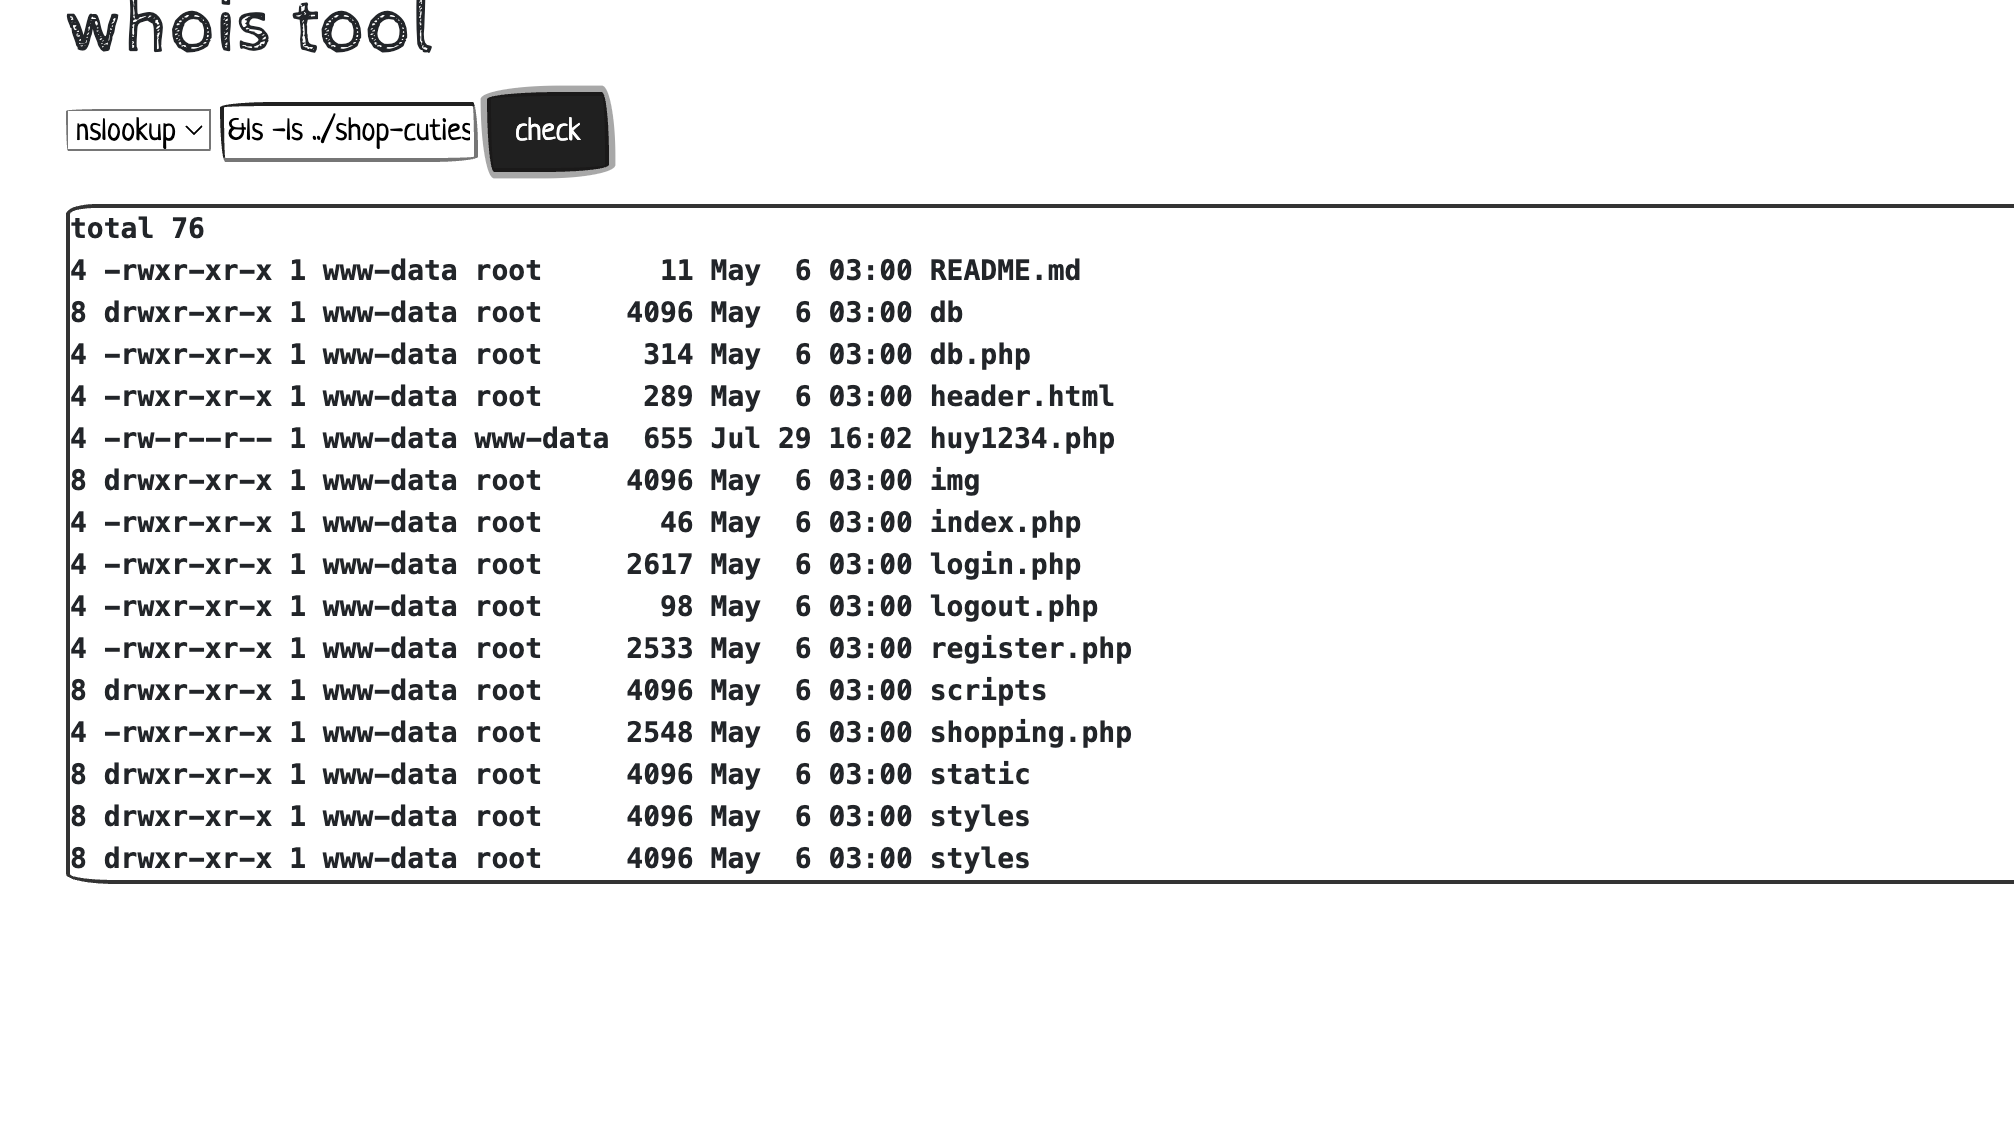 whois tool
nslookup
&ls -ls ../shop-cuties
check
total 76
4 -rwxr-xr-x 1 www-data root       11 May  6 03:00 README.md
8 drwxr-xr-x 1 www-data root     4096 May  6 03:00 db
4 -rwxr-xr-x 1 www-data root      314 May  6 03:00 db.php
4 -rwxr-xr-x 1 www-data root      289 May  6 03:00 header.html
4 -rw-r--r-- 1 www-data www-data  655 Jul 29 16:02 huy1234.php
8 drwxr-xr-x 1 www-data root     4096 May  6 03:00 img
4 -rwxr-xr-x 1 www-data root       46 May  6 03:00 index.php
4 -rwxr-xr-x 1 www-data root     2617 May  6 03:00 login.php
4 -rwxr-xr-x 1 www-data root       98 May  6 03:00 logout.php
4 -rwxr-xr-x 1 www-data root     2533 May  6 03:00 register.php
8 drwxr-xr-x 1 www-data root     4096 May  6 03:00 scripts
4 -rwxr-xr-x 1 www-data root     2548 May  6 03:00 shopping.php
8 drwxr-xr-x 1 www-data root     4096 May  6 03:00 static
8 drwxr-xr-x 1 www-data root     4096 May  6 03:00 styles
8 drwxr-xr-x 1 www-data root     4096 May  6 03:00 styles